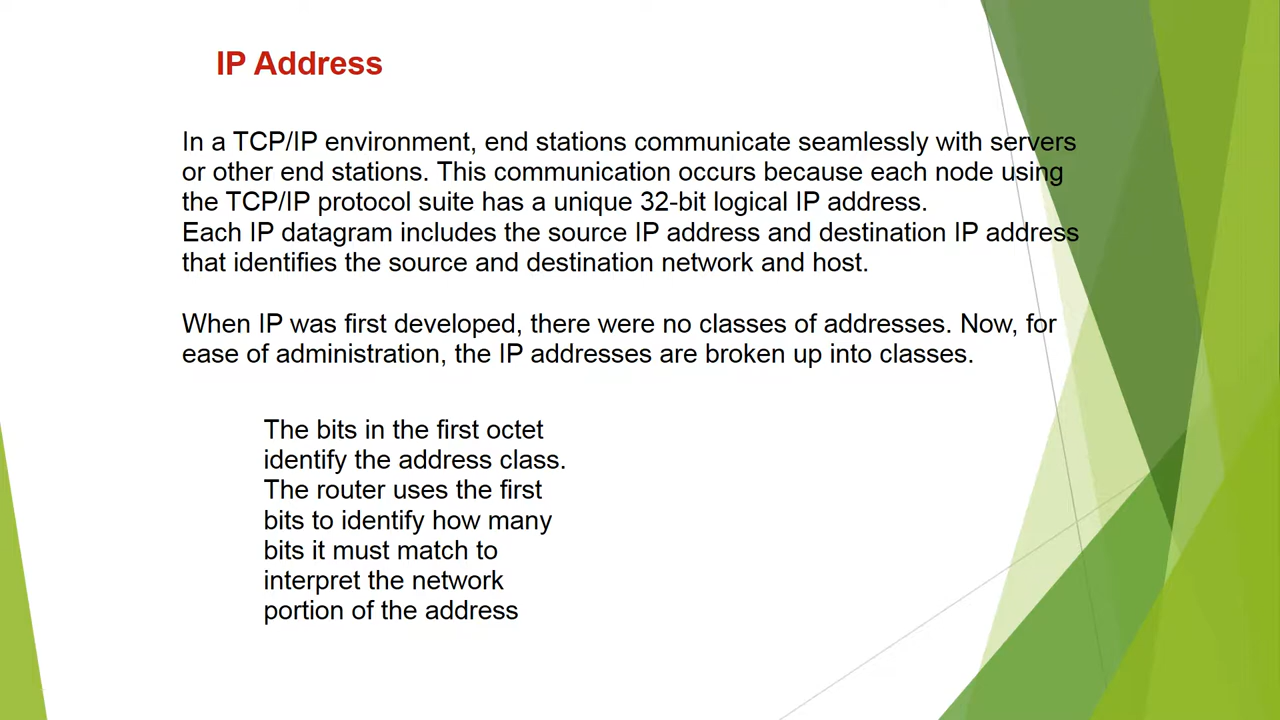 IP Address
In a TCP/IP environment, end stations communicate seamlessly with servers
or other end stations. This communication occurs because each node using
the TCP/IP protocol suite has a unique 32-bit logical IP address.
Each IP datagram includes the source IP address and destination IP address
that identifies the source and destination network and host.
When IP was first developed, there were no classes of addresses. Now, for
ease of administration, the IP addresses are broken up into classes.
The bits in the first octet
identify the address class.
The router uses the first
bits to identify how many
bits it must match to
interpret the network
portion of the address